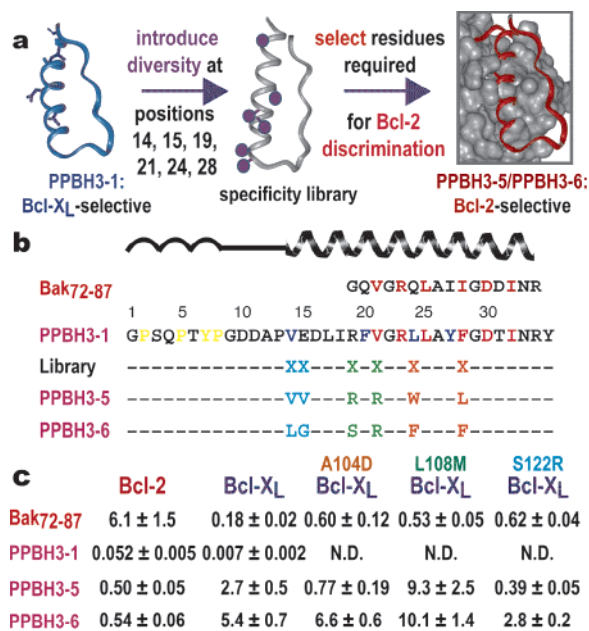 a
introduce
diversity at
positions
14, 15, 19,
21, 24, 28
select residues
required
for Bcl-2
discrimination
PPBH3-1:
Bcl-XL-selective
specificity library
PPBH3-5/PPBH3-6:
Bcl-2-selective
b
Bak72-87 GQVGRQLAIIGDDINR
1 5 10 15 20 25 30
PPBH3-1 GPSQPTYPGDDAPVEDLIRFVGRLLAYFGDTINRY
Library -------------XX---X-X--X---X-------
PPBH3-5 -------------VV---R-R--W---L-------
PPBH3-6 -------------LG---S-R--F---F-------
c
A104D L108M S122R
Bcl-2 Bcl-XL Bcl-XL Bcl-XL Bcl-XL
Bak72-87 6.1 ± 1.5 0.18 ± 0.02 0.60 ± 0.12 0.53 ± 0.05 0.62 ± 0.04
PPBH3-1 0.052 ± 0.005 0.007 ± 0.002 N.D. N.D. N.D.
PPBH3-5 0.50 ± 0.05 2.7 ± 0.5 0.77 ± 0.19 9.3 ± 2.5 0.39 ± 0.05
PPBH3-6 0.54 ± 0.06 5.4 ± 0.7 6.6 ± 0.6 10.1 ± 1.4 2.8 ± 0.2